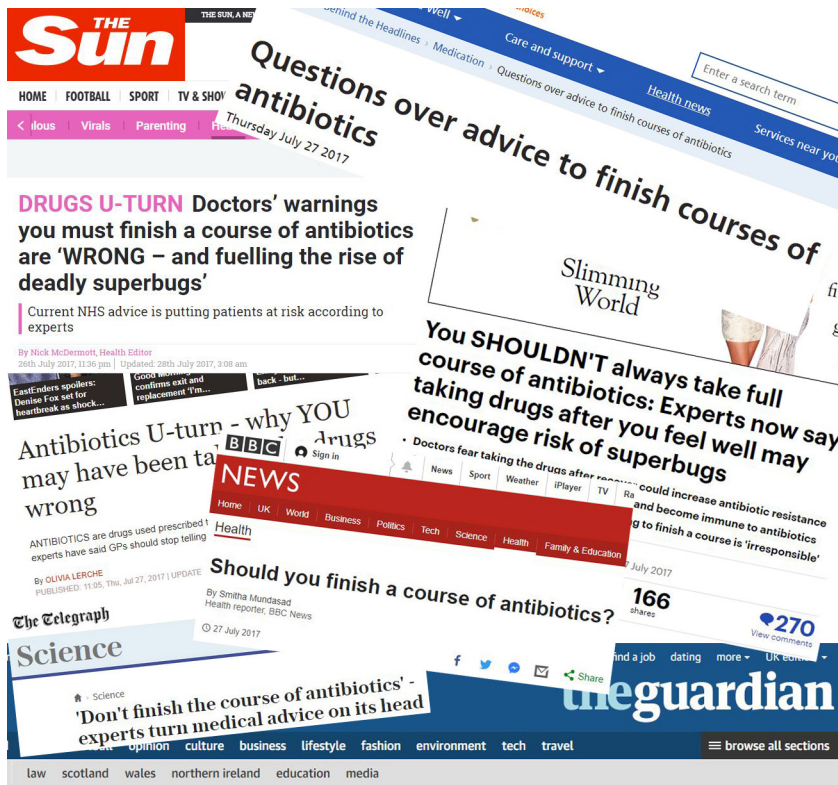 THE
Sun
THE SUN, A NE
HOME FOOTBALL SPORT TV & SHOW
< ulous Virals Parenting
DRUGS U-TURN Doctors' warnings
you must finish a course of antibiotics
are 'WRONG – and fuelling the rise of
deadly superbugs'
Current NHS advice is putting patients at risk according to
experts
By Nick McDermott, Health Editor
26th July 2017, 11:36 pm | Updated: 28th July 2017, 3:08 am
Choices
Well
Care and support
Health news
Services near you
Enter a search term
Behind the Headlines › Medication › Questions over advice to finish courses of antibiotics
Questions over advice to finish courses of
antibiotics
Thursday July 27 2017
Slimming
World
You SHOULDN'T always take full
course of antibiotics: Experts now say
taking drugs after you feel well may
encourage risk of superbugs
• Doctors fear taking the drugs after recover could increase antibiotic resistance
and become immune to antibiotics
to finish a course is 'irresponsible'
July 2017
166
shares
270
View comments
EastEnders spoilers:
Denise Fox set for
heartbreak as shock...
Good Morning
confirms exit and
replacement 'I'm...
back - but...
Antibiotics U-turn - why YOU
may have been ta drugs
wrong
ANTIBIOTICS are drugs used prescribed t
experts have said GPs should stop telling
By OLIVIA LERCHE
PUBLISHED: 11:05, Thu, Jul 27, 2017 | UPDATE
BBC
Sign in
News Sport Weather iPlayer TV Ra
NEWS
Home UK World Business Politics Tech Science Health Family & Education
Health
Should you finish a course of antibiotics?
By Smitha Mundasad
Health reporter, BBC News
27 July 2017
Share
The Telegraph
Science
› Science
'Don't finish the course of antibiotics' -
experts turn medical advice on its head
find a job dating more UK edition
theguardian
opinion culture business lifestyle fashion environment tech travel
browse all sections
law scotland wales northern ireland education media